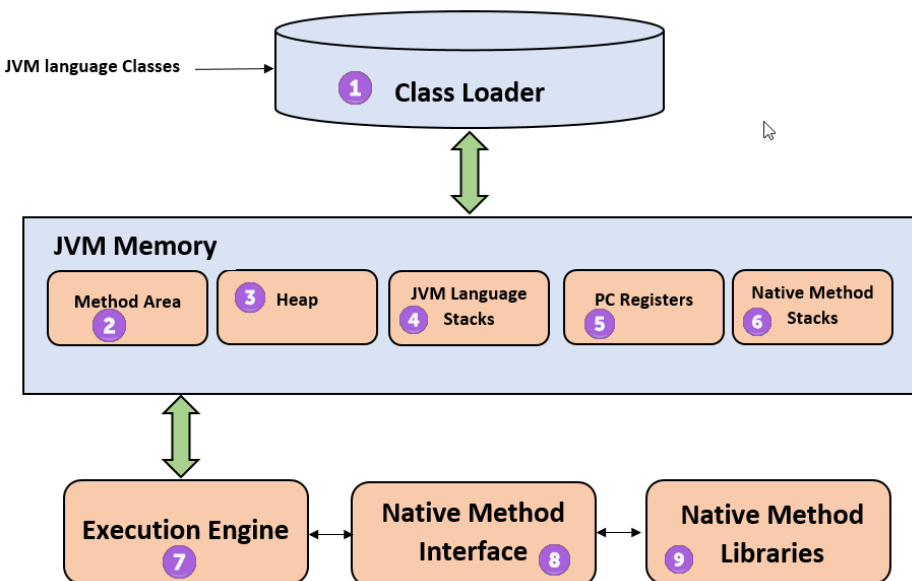 JVM language Classes
1 Class Loader
JVM Memory
Method Area
2
3 Heap
JVM Language
4 Stacks
PC Registers
5
Native Method
6 Stacks
Execution Engine
7
Native Method
Interface 8
Native Method
9 Libraries